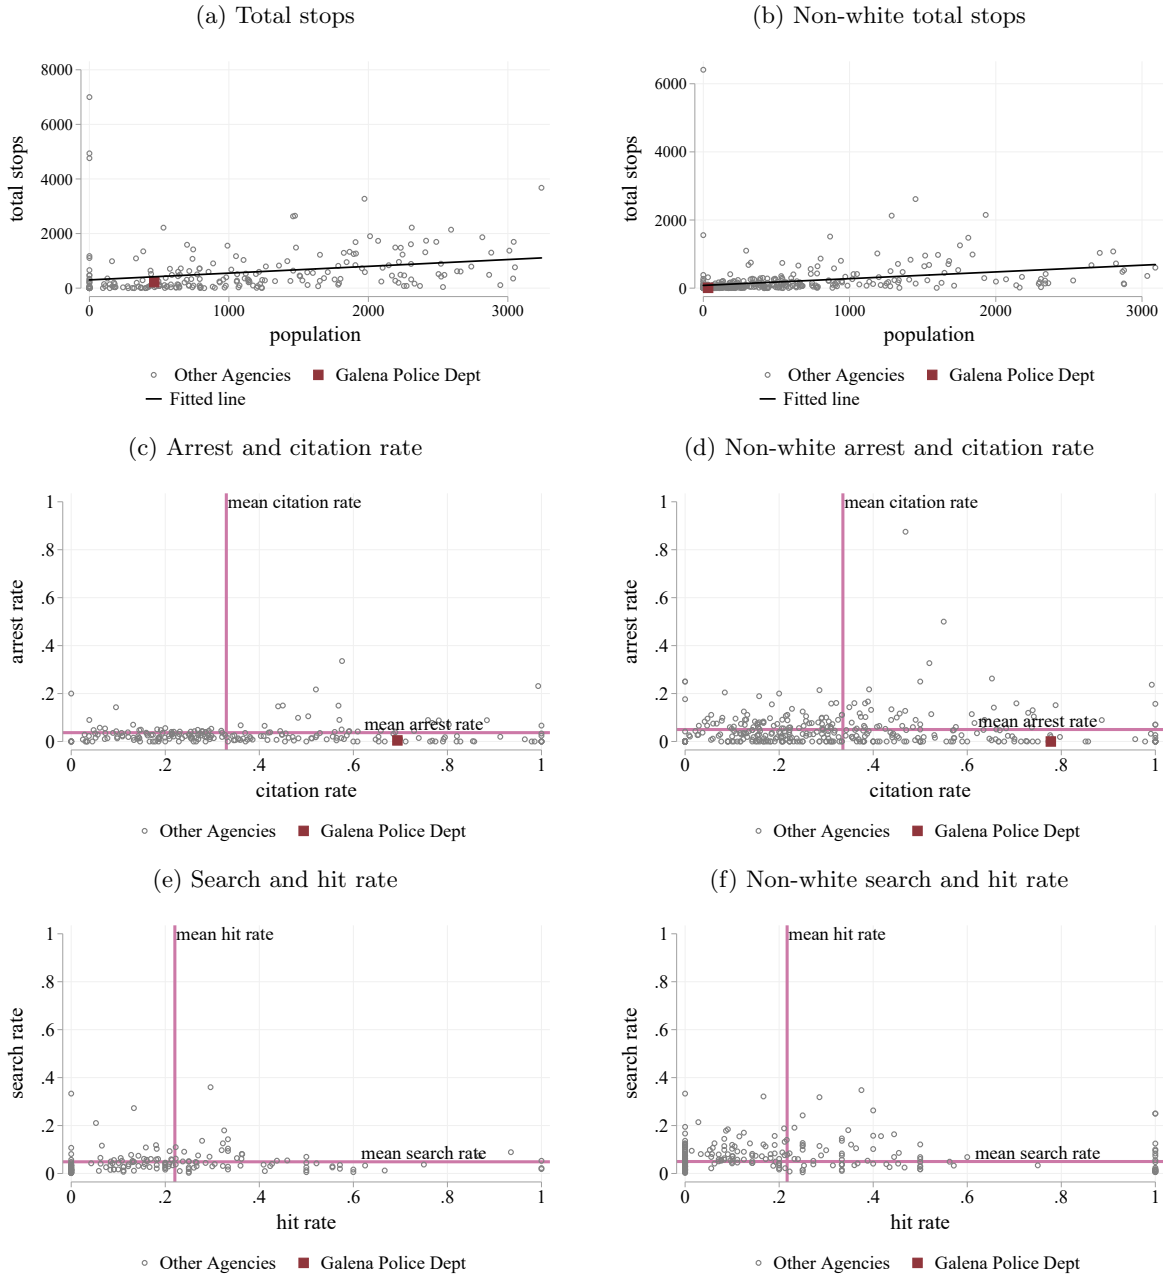 (a) Total stops
(b) Non-white total stops
8000
6000
4000
2000
0
total stops
0
1000
2000
3000
population
Other Agencies
Galena Police Dept
Fitted line
6000
4000
2000
0
total stops
0
1000
2000
3000
population
Other Agencies
Galena Police Dept
Fitted line
(c) Arrest and citation rate
(d) Non-white arrest and citation rate
1
.8
.6
.4
.2
0
arrest rate
mean citation rate
mean arrest rate
0
.2
.4
.6
.8
1
citation rate
Other Agencies
Galena Police Dept
1
.8
.6
.4
.2
0
arrest rate
mean citation rate
mean arrest rate
0
.2
.4
.6
.8
1
citation rate
Other Agencies
Galena Police Dept
(e) Search and hit rate
(f) Non-white search and hit rate
1
.8
.6
.4
.2
0
search rate
mean hit rate
mean search rate
0
.2
.4
.6
.8
1
hit rate
Other Agencies
Galena Police Dept
1
.8
.6
.4
.2
0
search rate
mean hit rate
mean search rate
0
.2
.4
.6
.8
1
hit rate
Other Agencies
Galena Police Dept